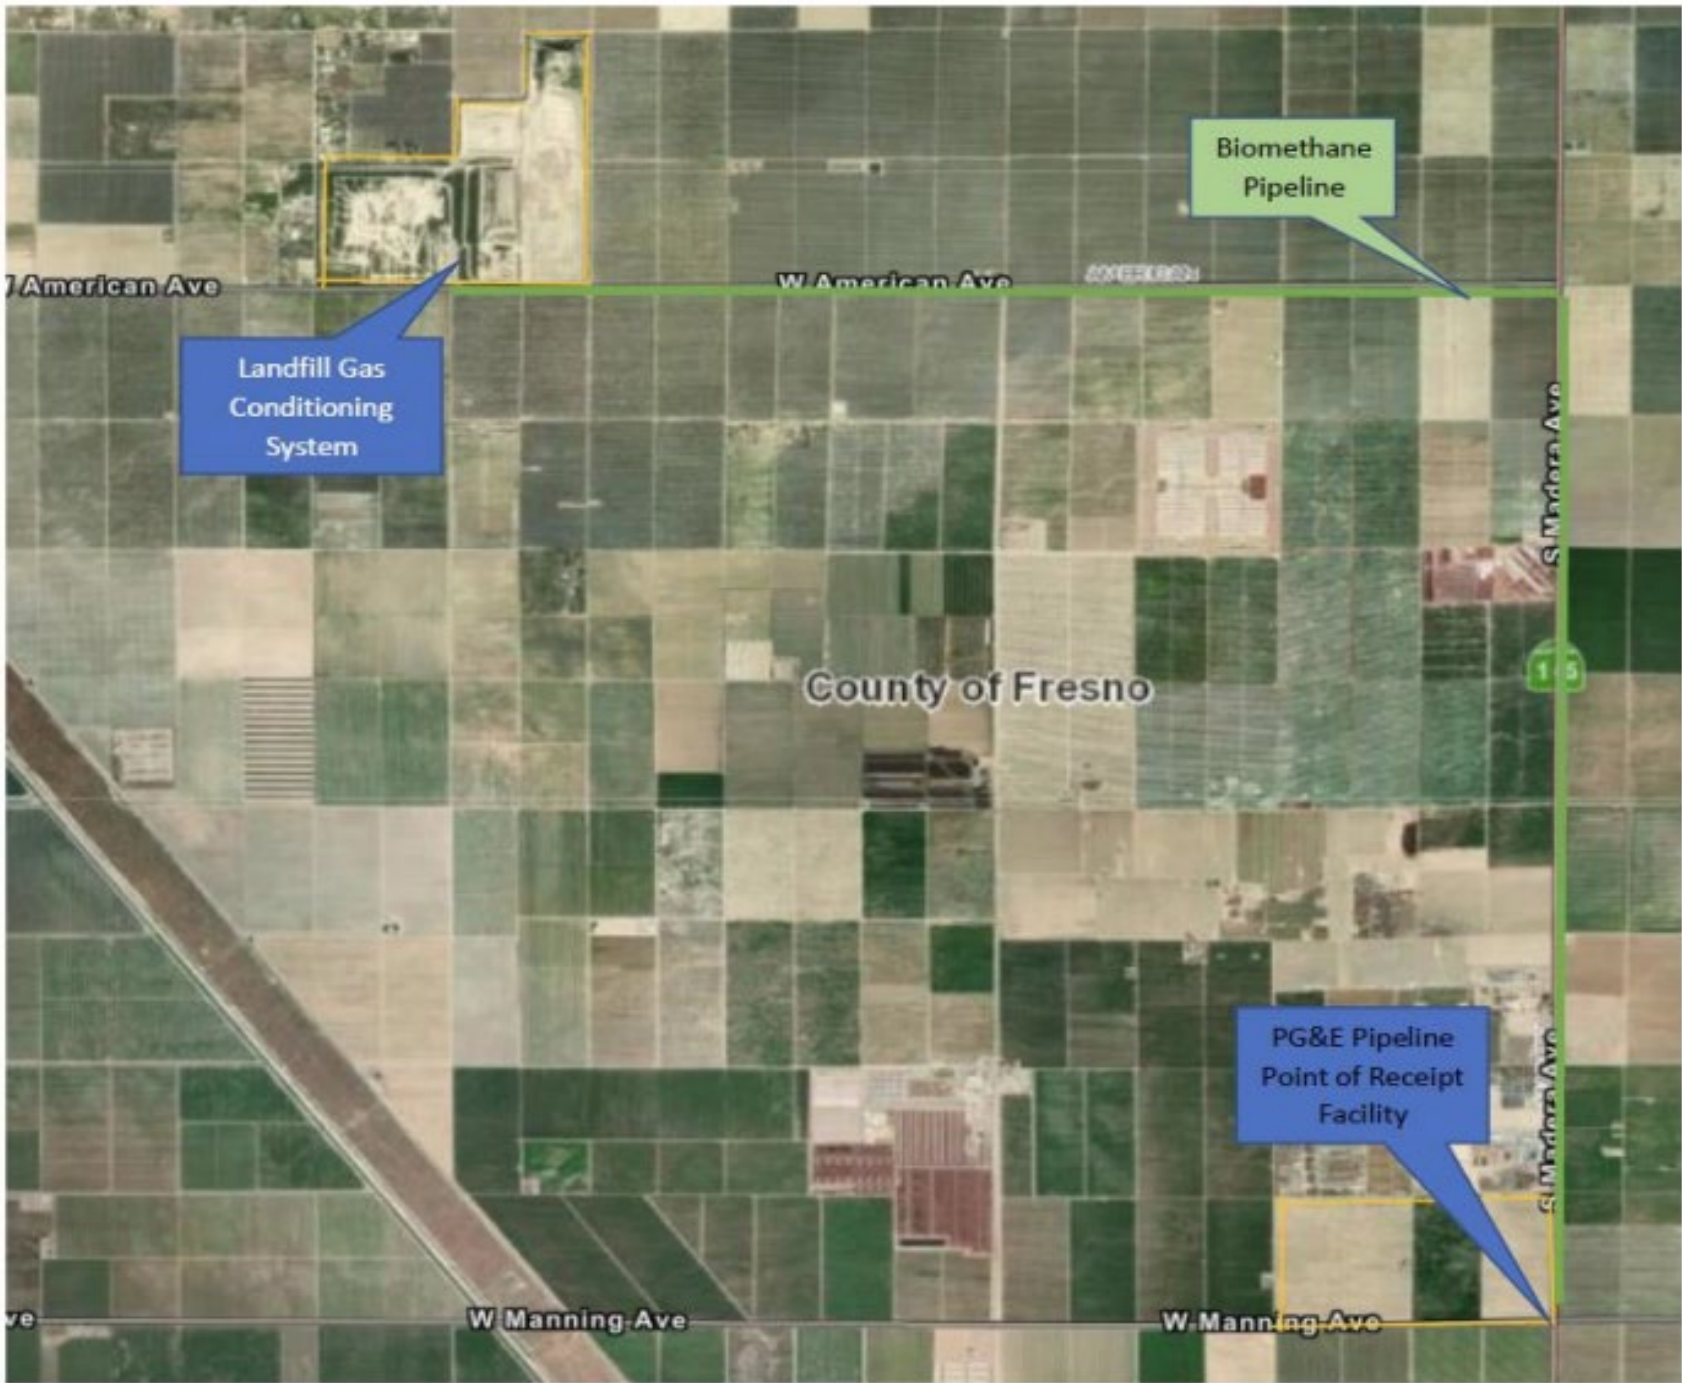 Biomethane
Pipeline
W American Ave
American Ave
Landfill Gas
Conditioning
System
S Madera Ave
County of Fresno
PG&E Pipeline
Point of Receipt
Facility
S Madera Ave
ve
W Manning Ave
W Manning Ave